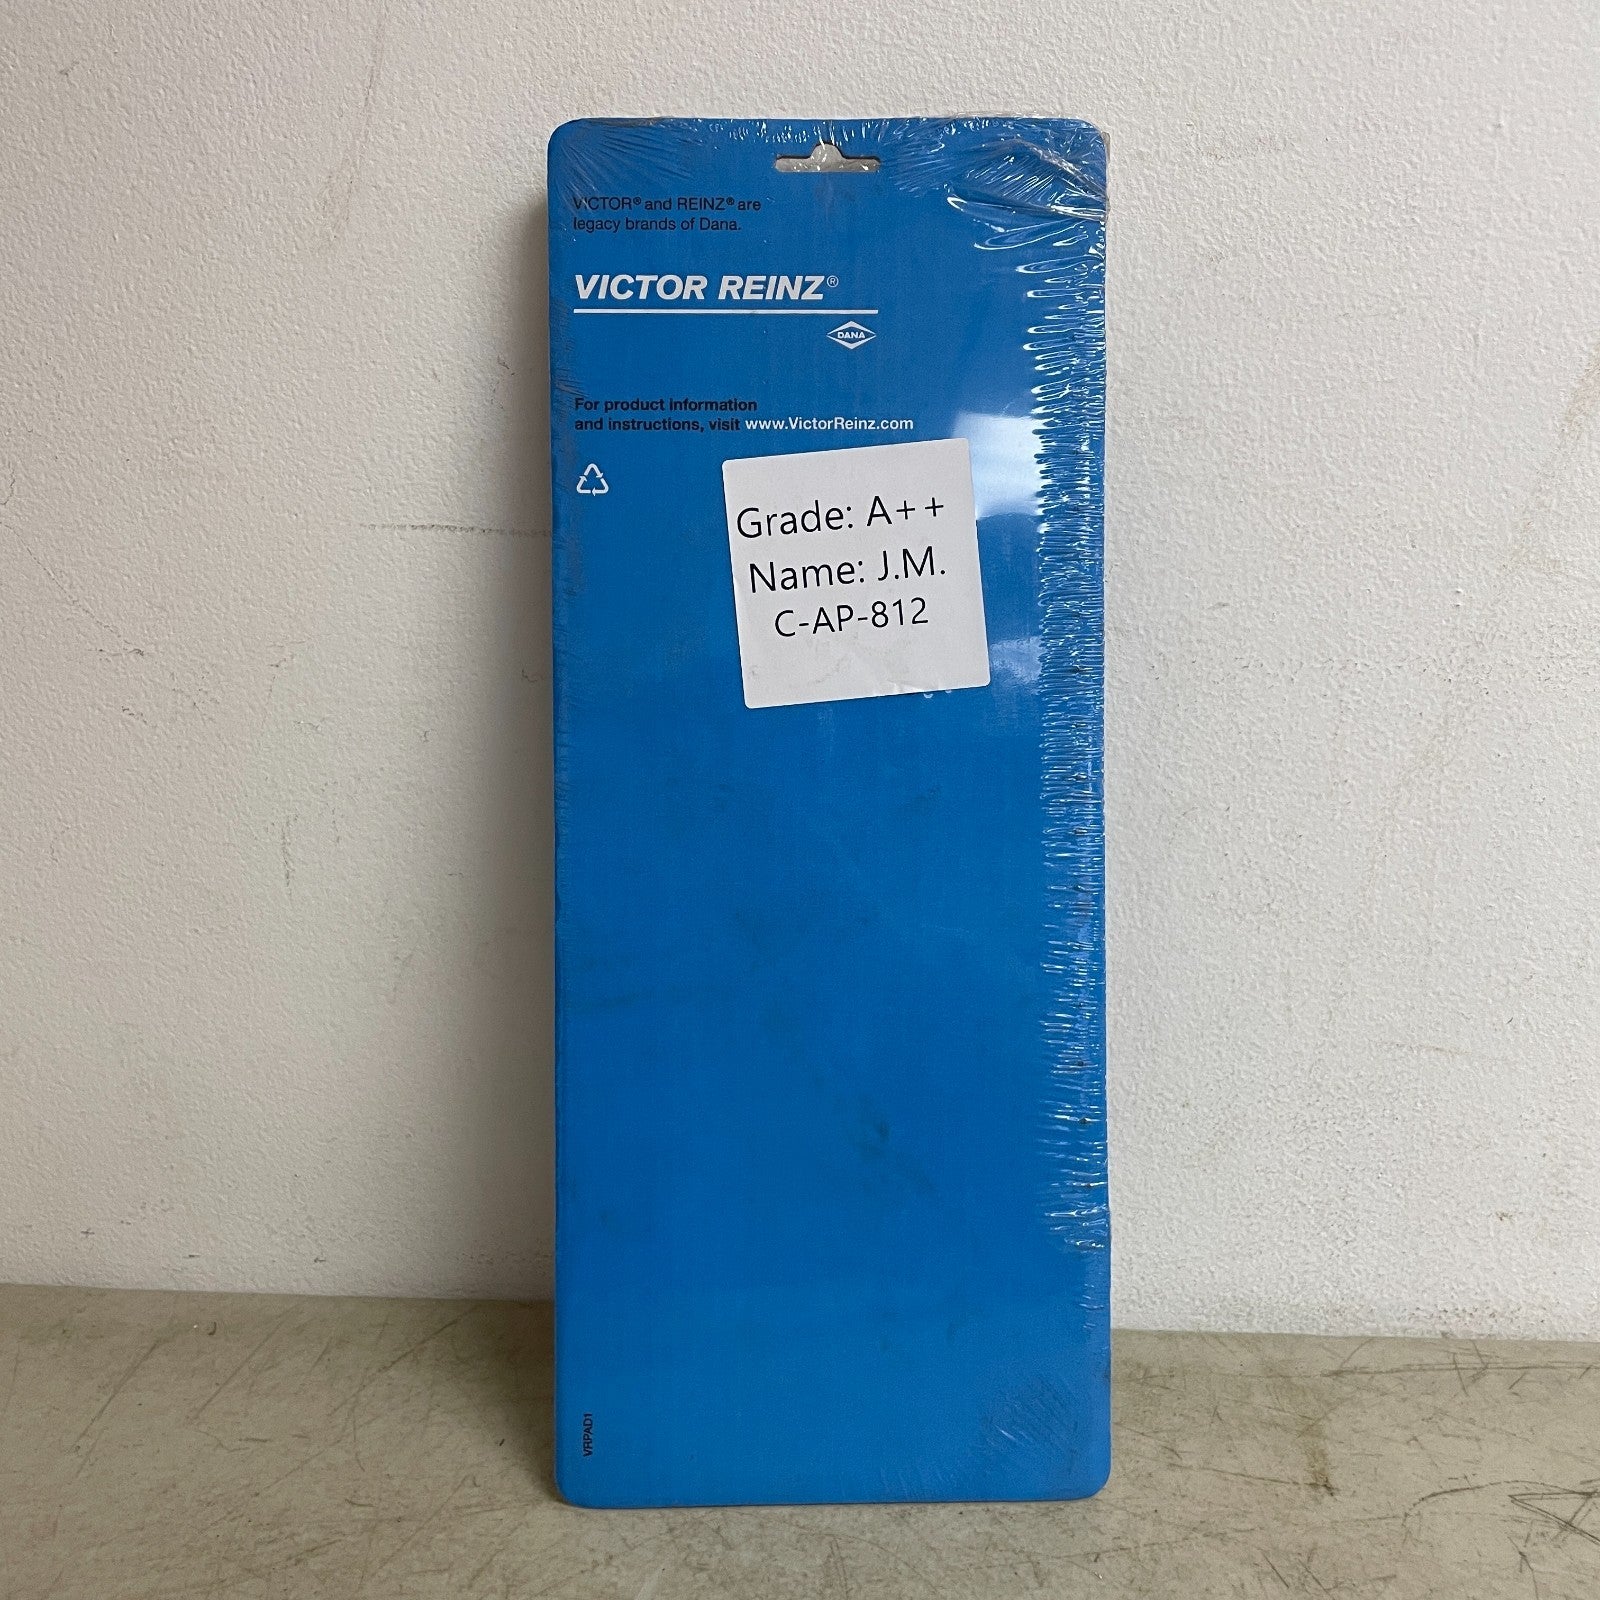 VICTOR® and REINZ® are
legacy brands of Dana.
VICTOR REINZ®
DANA
For product information
and instructions, visit www.VictorReinz.com
Grade: A++
Name: J.M.
C-AP-812
VRPAD1